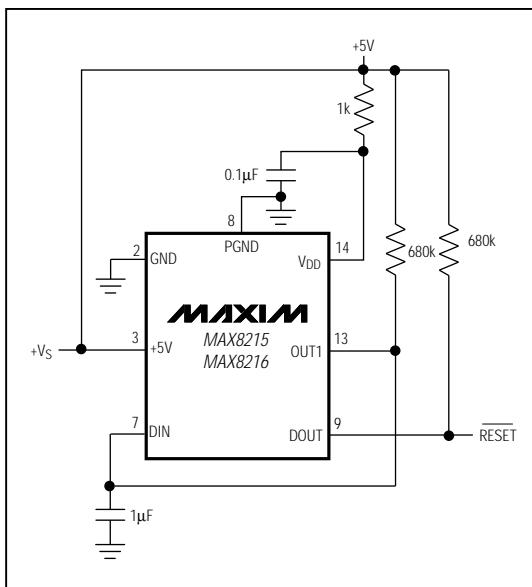 +5V
1k
0.1μF
8
PGND
2
GND
14
VDD
680k
680k
MAXIM
MAX8215
MAX8216
+VS
3
+5V
13
OUT1
7
DIN
9
DOUT
RESET
1μF